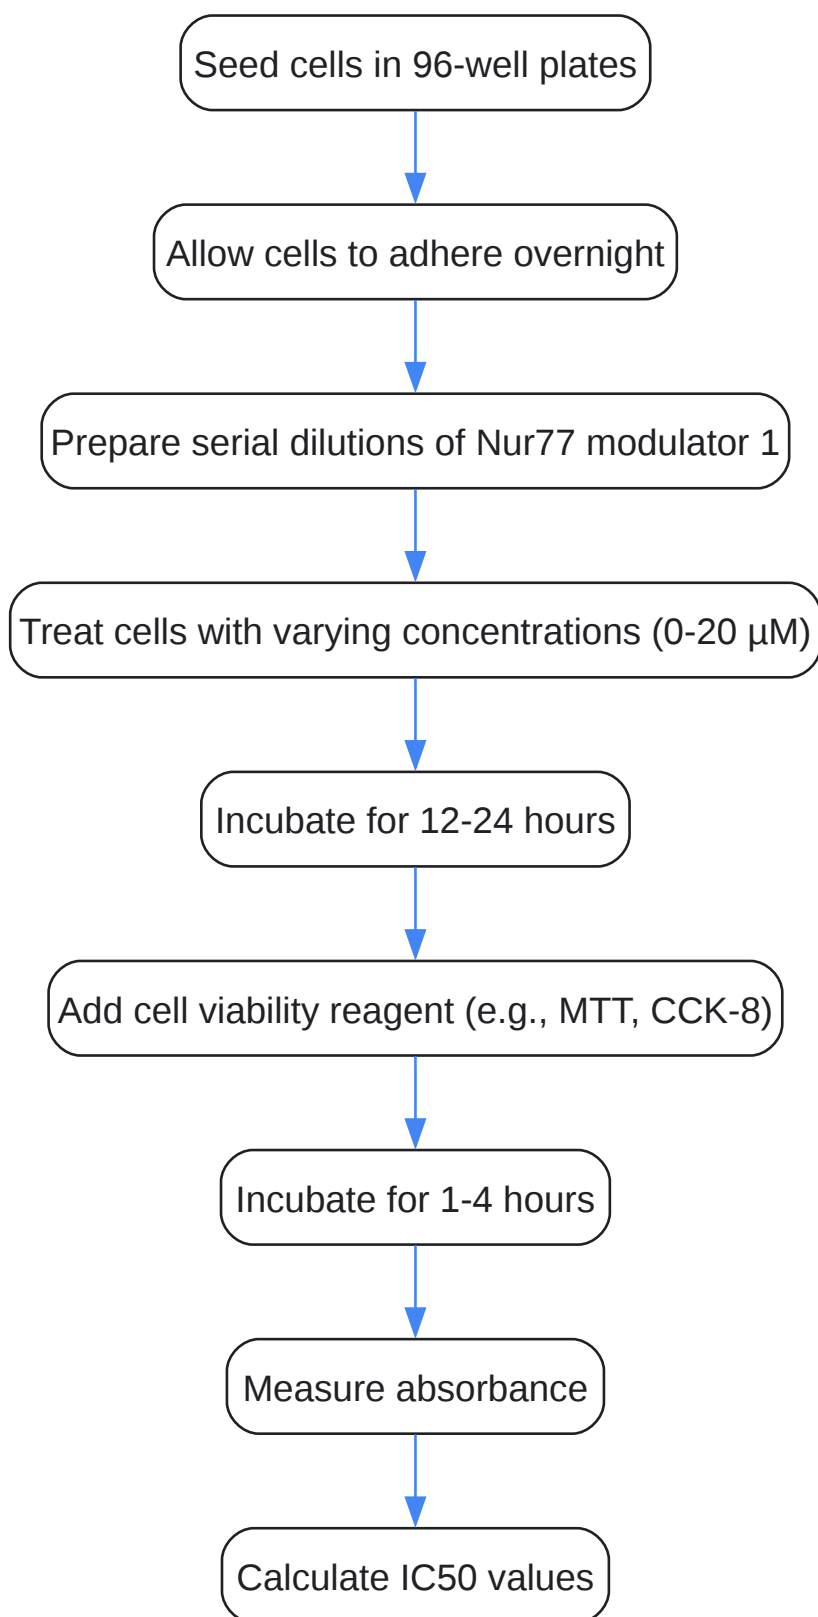 Seed cells in 96-well plates
Allow cells to adhere overnight
Prepare serial dilutions of Nur77 modulator 1
Treat cells with varying concentrations (0-20 µM)
Incubate for 12-24 hours
Add cell viability reagent (e.g., MTT, CCK-8)
Incubate for 1-4 hours
Measure absorbance
Calculate IC50 values